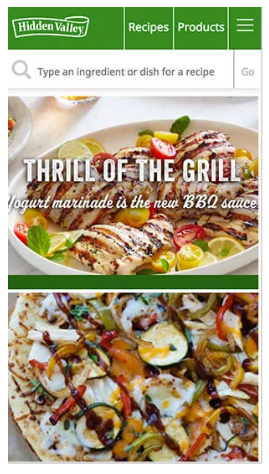 Hidden Valley
Recipes
Products
Type an ingredient or dish for a recipe
Go
THRILL OF THE GRILL
Yogurt marinade is the new BBQ sauce